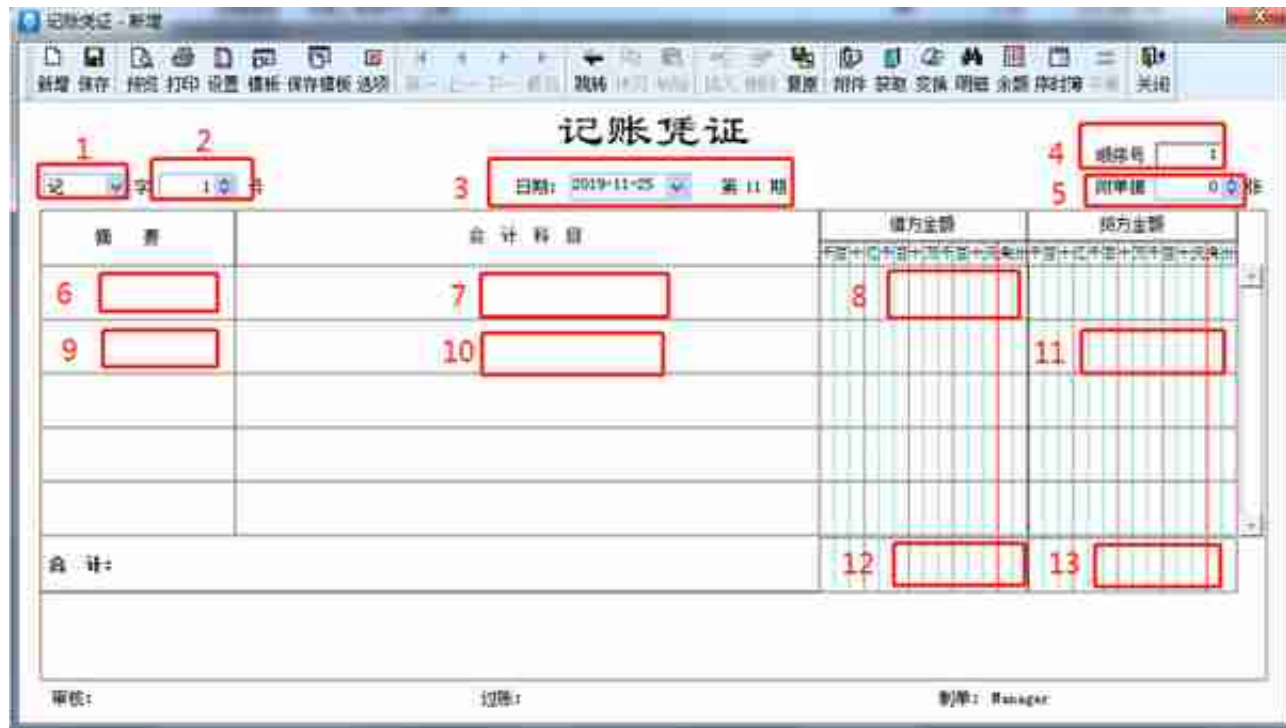 记账凭证 - 新增
新增 保存 预览 打印 设置 模板 保存模板 选项 跳转 复原 附件 获取 变换 明细 余额 序时簿 关闭
记账凭证
1 2 4 顺序号 1
记 字 1 号 3 日期: 2019-11-25 第 11 期 5 附单据 0 张
摘 要 会 计 科 目 借方金额 贷方金额
6 7 8
9 10 11
合 计: 12 13
审核: 过账: 制单: Manager